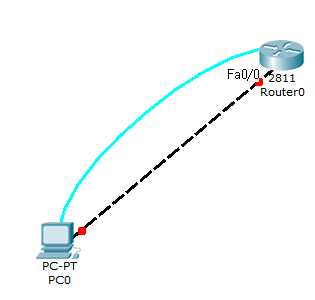 Fa0/0
2811
Router0
PC-PT
PC0